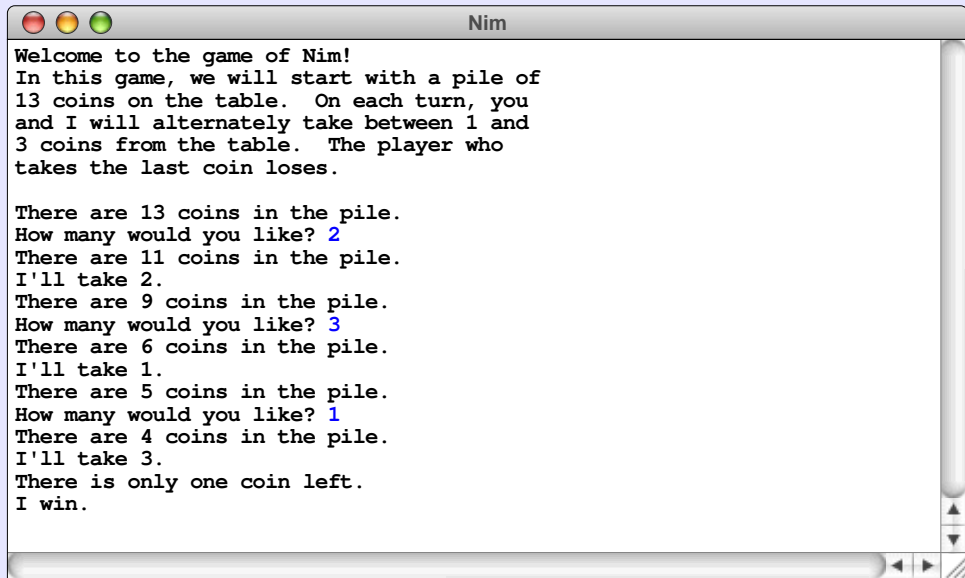 Nim
Welcome to the game of Nim!
In this game, we will start with a pile of
13 coins on the table.  On each turn, you
and I will alternately take between 1 and
3 coins from the table.  The player who
takes the last coin loses.

There are 13 coins in the pile.
How many would you like? 2
There are 11 coins in the pile.
I'll take 2.
There are 9 coins in the pile.
How many would you like? 3
There are 6 coins in the pile.
I'll take 1.
There are 5 coins in the pile.
How many would you like? 1
There are 4 coins in the pile.
I'll take 3.
There is only one coin left.
I win.